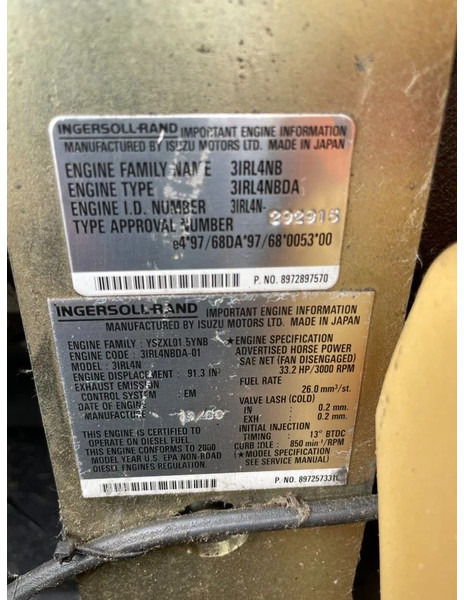 INGERSOLL-RAND IMPORTANT ENGINE INFORMATION
MANUFACTURED BY ISUZU MOTORS LTD. MADE IN JAPAN
ENGINE FAMILY NAME 3IRL4NB
ENGINE TYPE 3IRL4NBDA
ENGINE I.D. NUMBER 3IRL4N- 292915
TYPE APPROVAL NUMBER
e4*97/68DA*97/68*0053*00
P. NO. 8972897570
INGERSOLL-RAND IMPORTANT ENGINE INFORMATION
MANUFACTURED BY ISUZU MOTORS LTD. MADE IN JAPAN
ENGINE FAMILY : YSZXL01.5YNB
ENGINE CODE : 3IRL4NBDA-01
MODEL : 3IRL4N
ENGINE DISPLACEMENT : 91.3 IN³
EXHAUST EMISSION
CONTROL SYSTEM : EM
DATE OF ENGINE
MANUFACTURE
THIS ENGINE IS CERTIFIED TO
OPERATE ON DIESEL FUEL.
THIS ENGINE CONFORMS TO 2000
MODEL YEAR U.S. EPA NON-ROAD
DIESEL ENGINES REGULATION.
★ENGINE SPECIFICATION
ADVERTISED HORSE POWER
SAE NET (FAN DISENGAGED)
33.2 HP/3000 RPM
FUEL RATE
26.0 mm³/st.
VALVE LASH (COLD)
IN : 0.2 mm.
EXH : 0.2 mm.
INITIAL INJECTION
TIMING : 13° BTDC
CURB IDLE : 850 min⁻¹/RPM
(★MODEL SPECIFICATION
SEE SERVICE MANUAL)
P. NO.